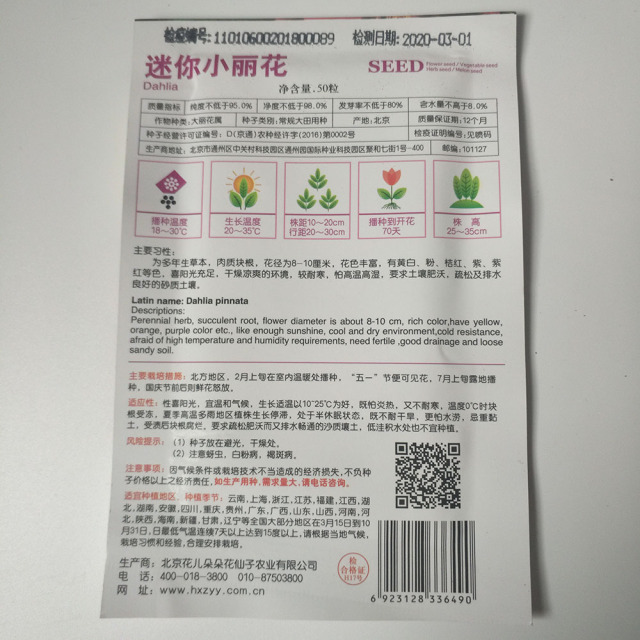 检疫编号:11010600201800089 检测日期:2020-03-01
迷你小丽花
Dahlia
SEED
Flower seed / Vegetable seed
Herb seed / Melon seed
净含量.50粒
质量指标 纯度不低于95.0% 净度不低于98.0% 发芽率不低于80% 含水量不高于8.0%
作物种类:大丽花属 种子类别:常规大田用种 产地:北京 质量保证期:12个月
种子经营许可证编号:D(京通)农种经许字(2016)第0002号 检疫证明编号:见喷码
生产商地址:北京市通州区中关村科技园区通州园国际种业科技园区聚和七街1号-400 邮编:101127
播种温度
18～30℃
生长温度
20～35℃
株距10～20cm
行距20～30cm
播种到开花
70天
株 高
25～35cm
主要习性:
为多年生草本，肉质块根，花径为8-10厘米，花色丰富，有黄白、粉、桔红、紫、紫
红等色，喜阳光充足，干燥凉爽的环境，较耐寒，怕高温高湿，要求土壤肥沃，疏松及排水
良好的砂质土壤。
Latin name: Dahlia pinnata
Descriptions:
Perennial herb, succulent root, flower diameter is about 8-10 cm, rich color,have yellow,
orange, purple color etc., like enough sunshine, cool and dry environment,cold resistance,
afraid of high temperature and humidity requirements, need fertile ,good drainage and loose
sandy soil.
主要栽培措施：北方地区，2月上旬在室内温暖处播种，“五一”节便可见花，7月上旬露地播
种，国庆节前后则鲜花怒放。
适应性：性喜阳光，宜温和气候，生长适温以10~25℃为好，既怕炎热，又不耐寒，温度0℃时块
根受冻，夏季高温多雨地区植株生长停滞，处于半休眠状态，既不耐干旱，更怕水涝，忌重黏
土，受渍后块根腐烂。要求疏松肥沃而又排水畅通的沙质壤土，低洼积水处也不宜种植。
风险提示：（1）种子放在避光，干燥处。
（2）注意蚜虫，白粉病，褐斑病。
注意事项：因气候条件或栽培技术不当造成的经济损失,不负种
子价格以上之经济责任,如生产用种,需求量大,请电话咨询。
适宜种植地区、种植季节：云南,上海,浙江,江苏,福建,江西,湖
北,湖南,安徽,四川,重庆,贵州,广东,广西,山东,山西,河南,河
北,陕西,海南,新疆,甘肃,辽宁等全国大部分地区在3月15日到10
月31日,日最低气温连续7天以上达到15度以上,请根据当地气候,
栽培习惯和经验,合理安排栽培。
生产商：北京花儿朵朵花仙子农业有限公司
电 话：400-018-3800 010-87503800
网 址：www.hxzyy.com.cn
检
合格证
J17号
6 923128 336490